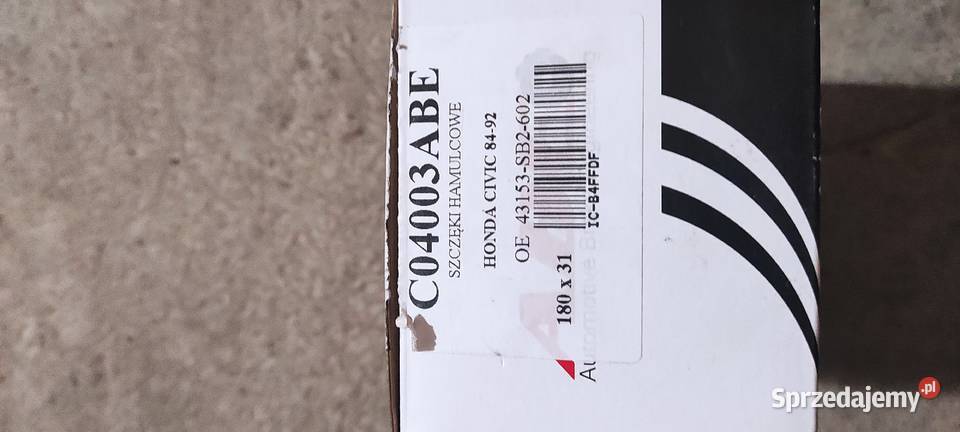 C04003ABE
SZCZĘKI HAMULCOWE
HONDA CIVIC 84-92
OE 43153-SB2-602
IC-B4FFDF
180 x 31
Automotive
Sprzedajemy.pl